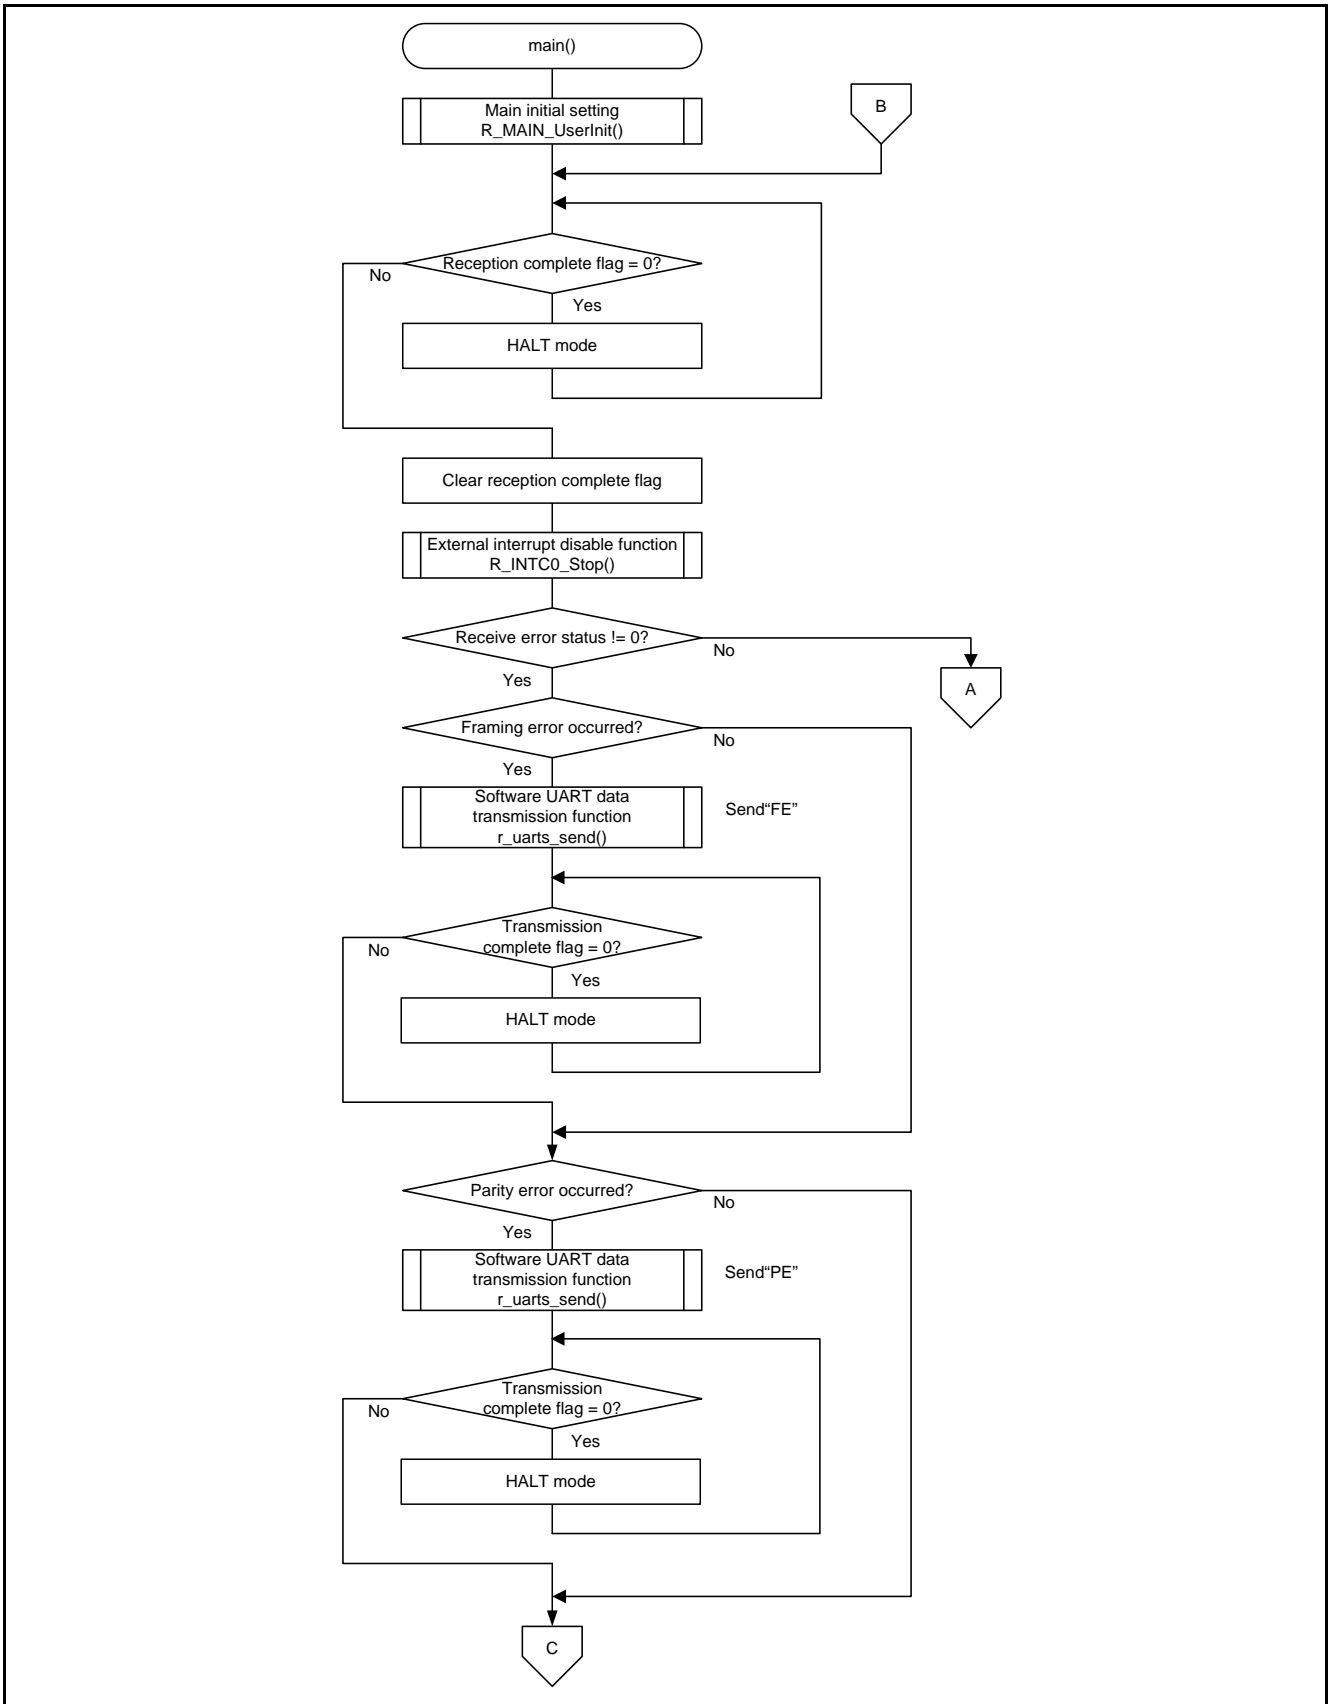 main()
Main initial setting
R_MAIN_UserInit()
B
Reception complete flag = 0?
No
Yes
HALT mode
Clear reception complete flag
External interrupt disable function
R_INTC0_Stop()
Receive error status != 0?
No
Yes
A
Framing error occurred?
No
Yes
Software UART data
transmission function
r_uarts_send()
Send“FE”
Transmission
complete flag = 0?
No
Yes
HALT mode
Parity error occurred?
No
Yes
Software UART data
transmission function
r_uarts_send()
Send“PE”
Transmission
complete flag = 0?
No
Yes
HALT mode
C